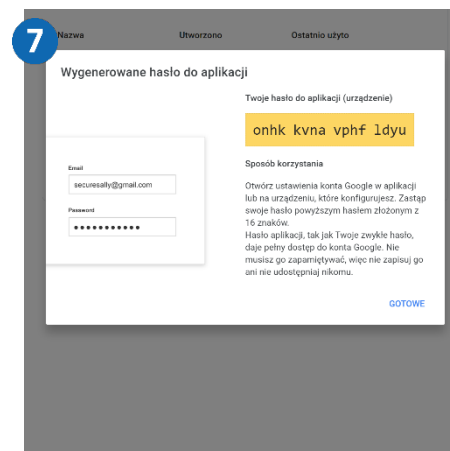 7
Nazwa Utworzono Ostatnio użyto
Wygenerowane hasło do aplikacji
Twoje hasło do aplikacji (urządzenie)
onhk kvna vphf ldyu
Email
securesally@gmail.com
Password
Sposób korzystania
Otwórz ustawienia konta Google w aplikacji
lub na urządzeniu, które konfigurujesz. Zastąp
swoje hasło powyższym hasłem złożonym z
16 znaków.
Hasło aplikacji, tak jak Twoje zwykłe hasło,
daje pełny dostęp do konta Google. Nie
musisz go zapamiętywać, więc nie zapisuj go
ani nie udostępniaj nikomu.
GOTOWE